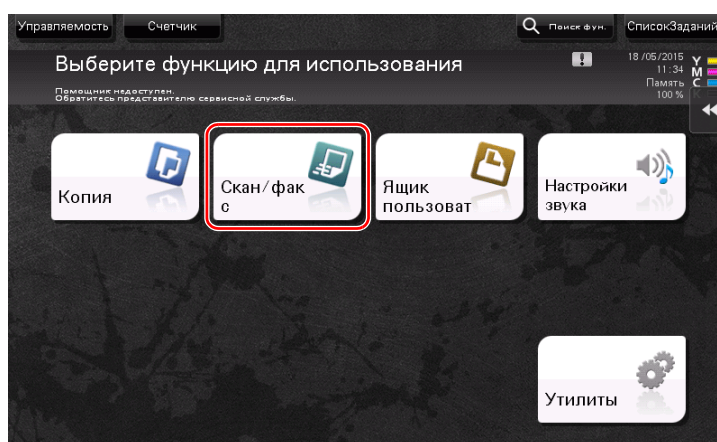 Управляемость
Счетчик
Поиск фун.
СписокЗаданий
Выберите функцию для использования
18/05/2015
11:34
Память
100 %
Y
M
C
K
Помощник недоступен.
Обратитесь представителю сервисной службы.
Копия
Скан/фак
с
Ящик
пользоват
Настройки
звука
Утилиты